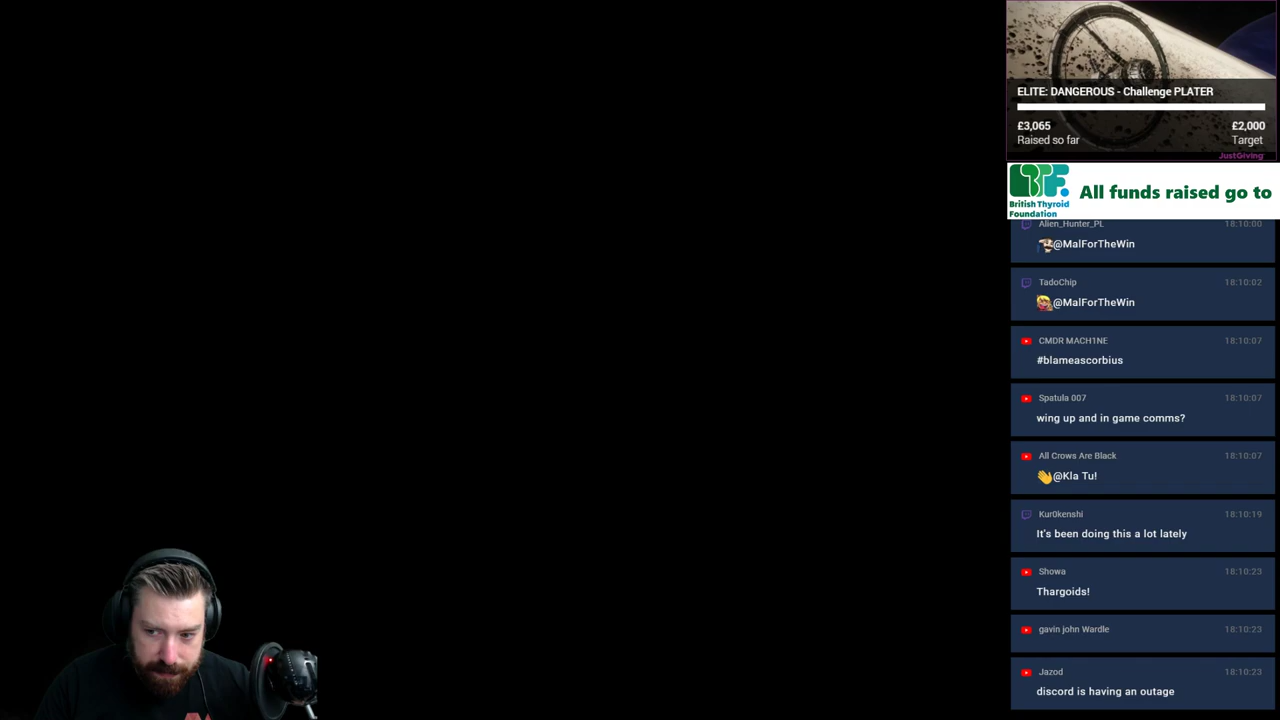 ELITE: DANGEROUS - Challenge PLATER
£3,065
£2,000
Raised so far
Target
JustGiving
BTF
British Thyroid
Foundation
All funds raised go to
Alien_Hunter_PL
18:10:00
@MalForTheWin
TadoChip
18:10:02
@MalForTheWin
CMDR MACH1NE
18:10:07
#blameascorbius
Spatula 007
18:10:07
wing up and in game comms?
All Crows Are Black
18:10:07
@Kla Tu!
Kur0kenshi
18:10:19
It's been doing this a lot lately
Showa
18:10:23
Thargoids!
gavin john Wardle
18:10:23
Jazod
18:10:23
discord is having an outage